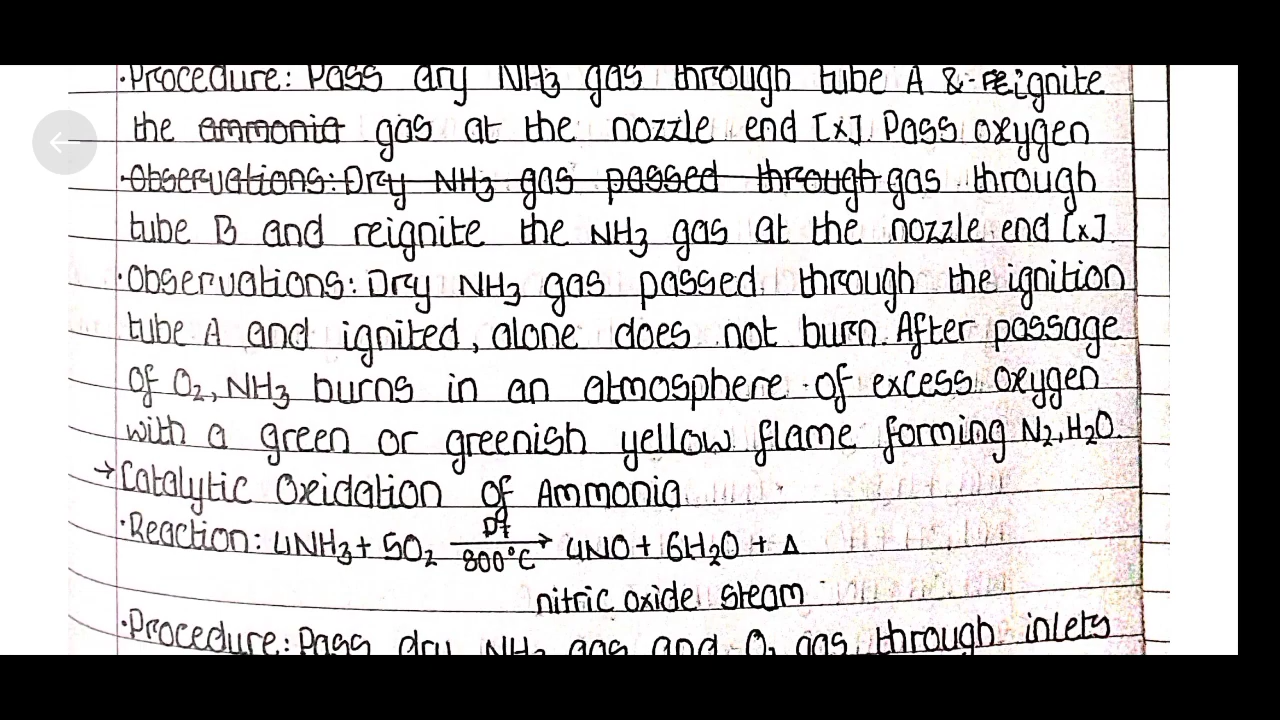 ·Procedure: Pass dry NH₃ gas through tube A & reignite
the ammonia gas at the nozzle end [x]. Pass oxygen
·Observations: Dry NH₃ gas passed through gas through
tube B and reignite the NH₃ gas at the nozzle end [x].
·Observations: Dry NH₃ gas passed through the ignition
tube A and ignited, alone does not burn. After passage
of O₂, NH₃ burns in an atmosphere of excess oxygen
with a green or greenish yellow flame forming N₂, H₂O.
→Catalytic Oxidation of Ammonia
·Reaction: 4NH₃ + 5O₂ Pt 800°C → 4NO + 6H₂O + Δ
nitric oxide steam
·Procedure: Pass dry NH₃ gas and O₂ gas through inlets